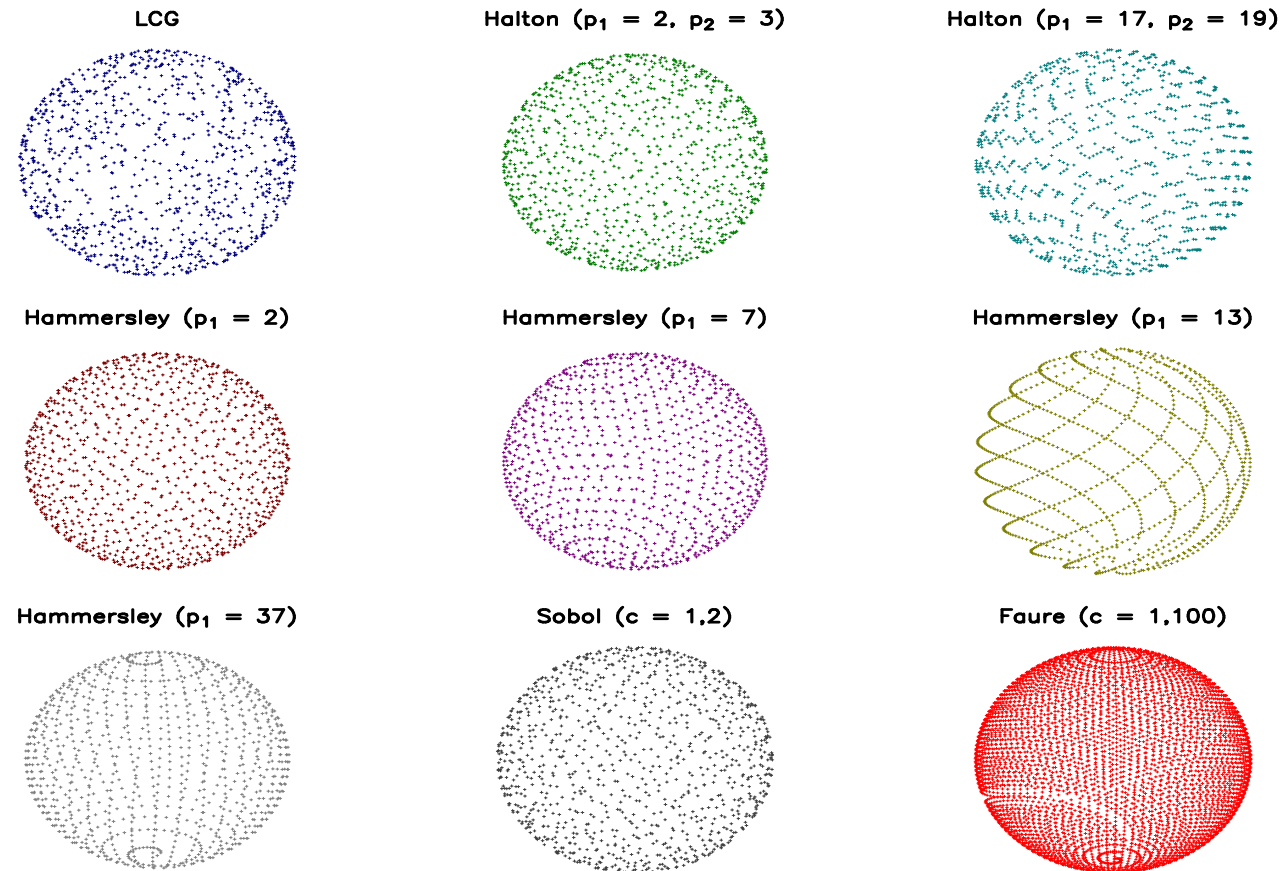 LCG
Halton (p₁ = 2, p₂ = 3)
Halton (p₁ = 17, p₂ = 19)
Hammersley (p₁ = 2)
Hammersley (p₁ = 7)
Hammersley (p₁ = 13)
Hammersley (p₁ = 37)
Sobol (c = 1,2)
Faure (c = 1,100)